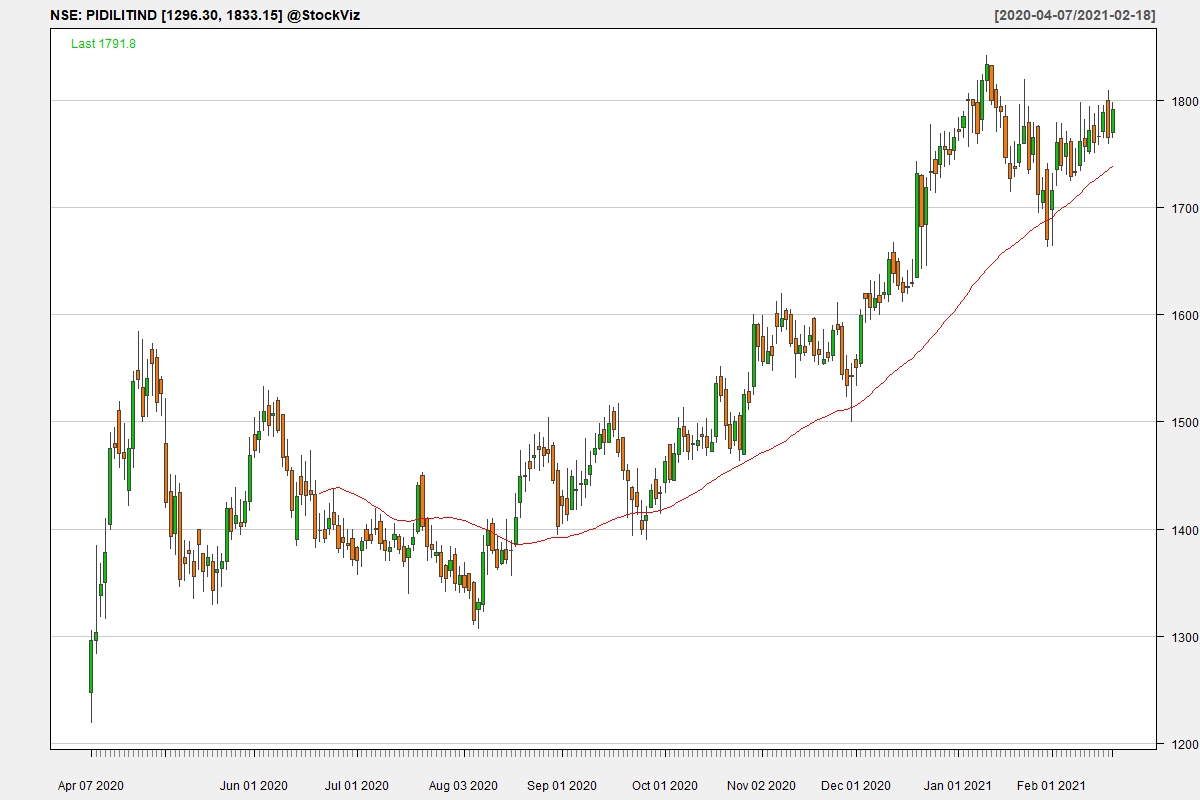 NSE: PIDILITIND [1296.30, 1833.15] @StockViz [2020-04-07/2021-02-18]
Last 1791.8
1800
1700
1600
1500
1400
1300
1200
Apr 07 2020 Jun 01 2020 Jul 01 2020 Aug 03 2020 Sep 01 2020 Oct 01 2020 Nov 02 2020 Dec 01 2020 Jan 01 2021 Feb 01 2021